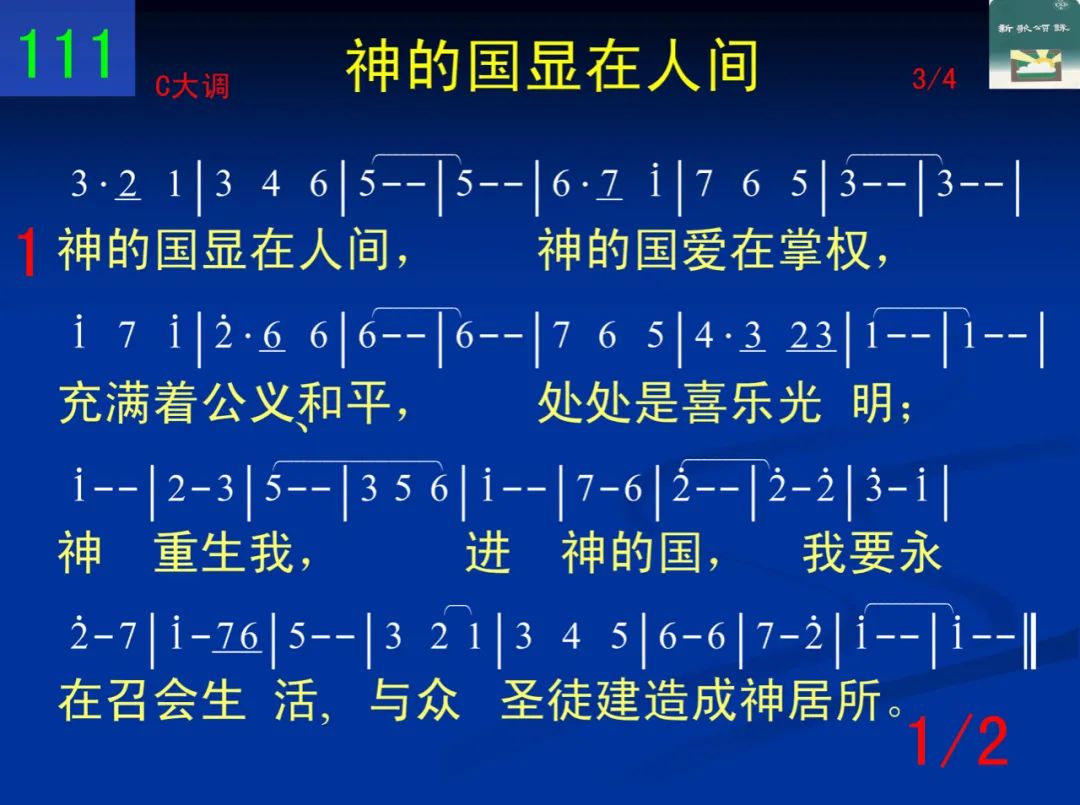 111
C大调
神的国显在人间
3/4
新歌颂咏
3·2 1|3 4 6|5--|5--|6·7 i|7 6 5|3--|3--|
1 神的国显在人间， 神的国爱在掌权，
i 7 i|2̇·6 6|6--|6--|7 6 5|4·3 23|1--|1--|
充满着公义、和平， 处处是喜乐光 明；
i--|2-3|5--|3 5 6|i--|7-6|2̇--|2̇-2̇|3̇-i|
神 重生我， 进 神的国， 我要永
2̇-7|i-76|5--|3 2 1|3 4 5|6-6|7-2̇|i--|i--‖
在召会生 活, 与众 圣徒建造成神居所。
1/2